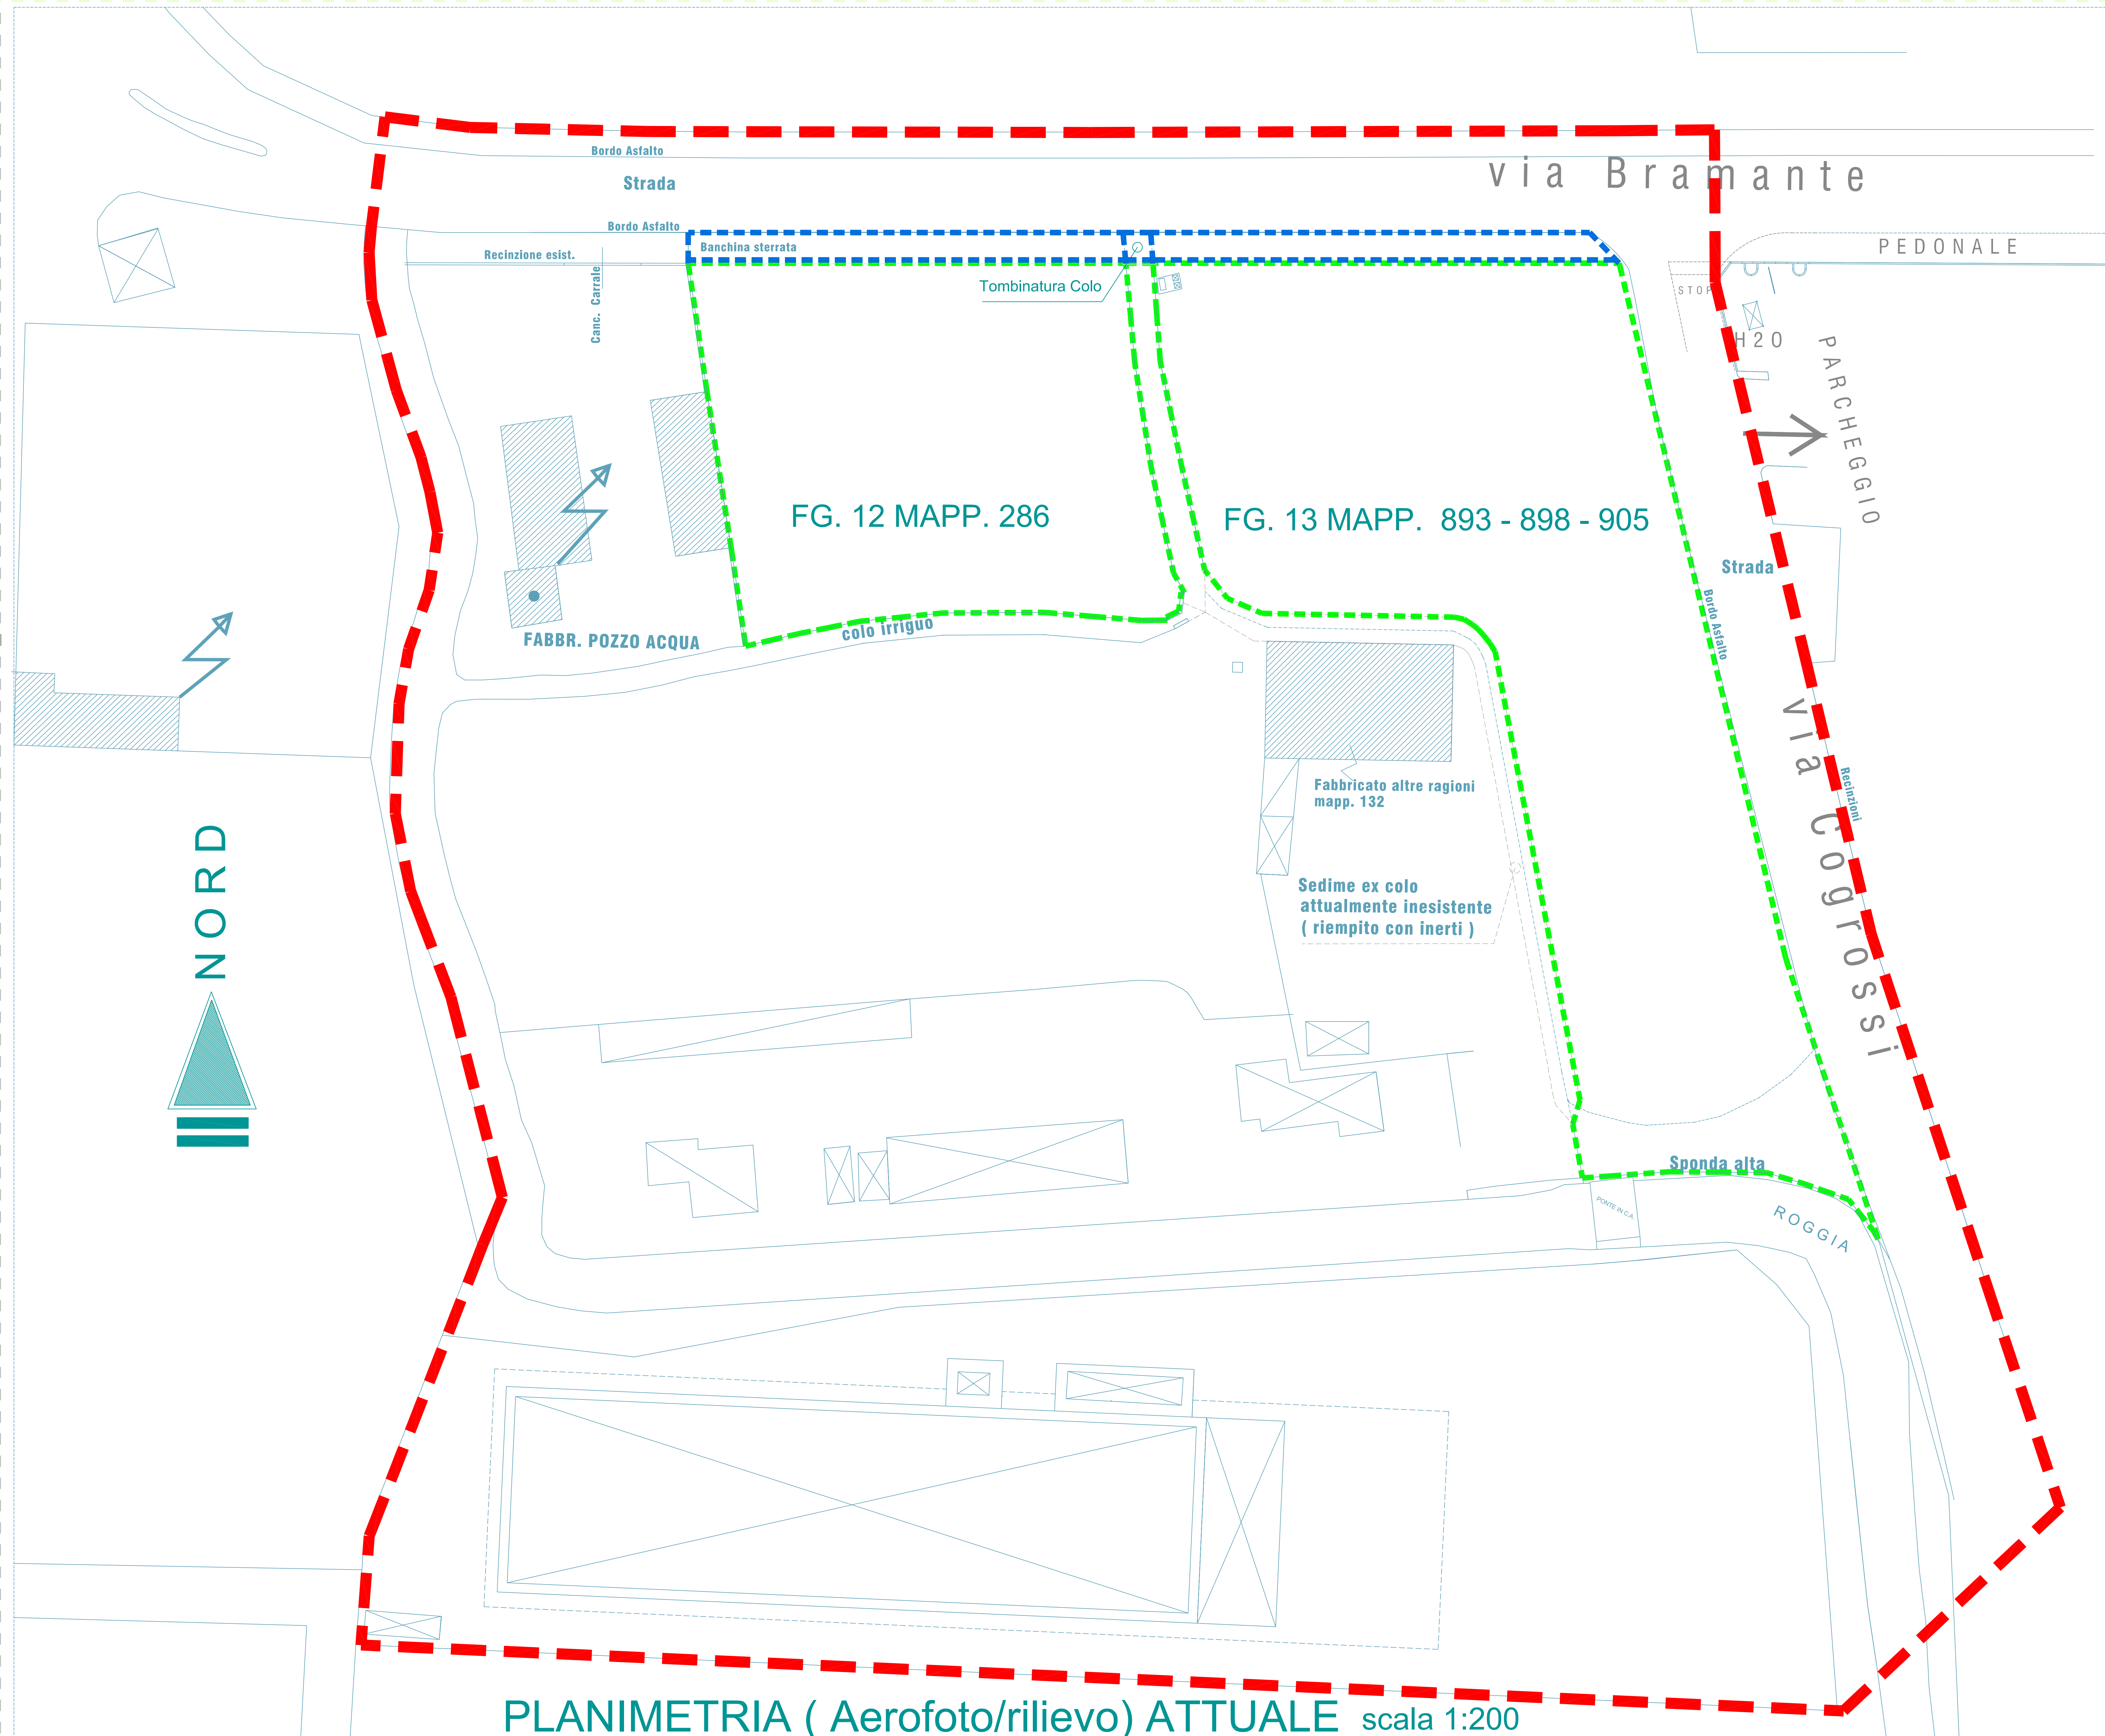 Bordo Asfalto
Strada
via Bramante
Bordo Asfalto
Banchina sterrata
Recinzione esist.
PEDONALE
Canc. Carrale
Tombinatura Colo
STOP
H2O
PARCHEGGIO
FG. 12 MAPP. 286
FG. 13 MAPP. 893 - 898 - 905
Strada
Bordo Asfalto
colo irriguo
FABBR. POZZO ACQUA
via Cogrossi
Recinzioni
Fabbricato altre ragioni
mapp. 132
NORD
Sedime ex colo
attualmente inesistente
( riempito con inerti )
Sponda alta
PONTE IN C.A.
ROGGIA
PLANIMETRIA ( Aerofoto/rilievo) ATTUALE scala 1:200